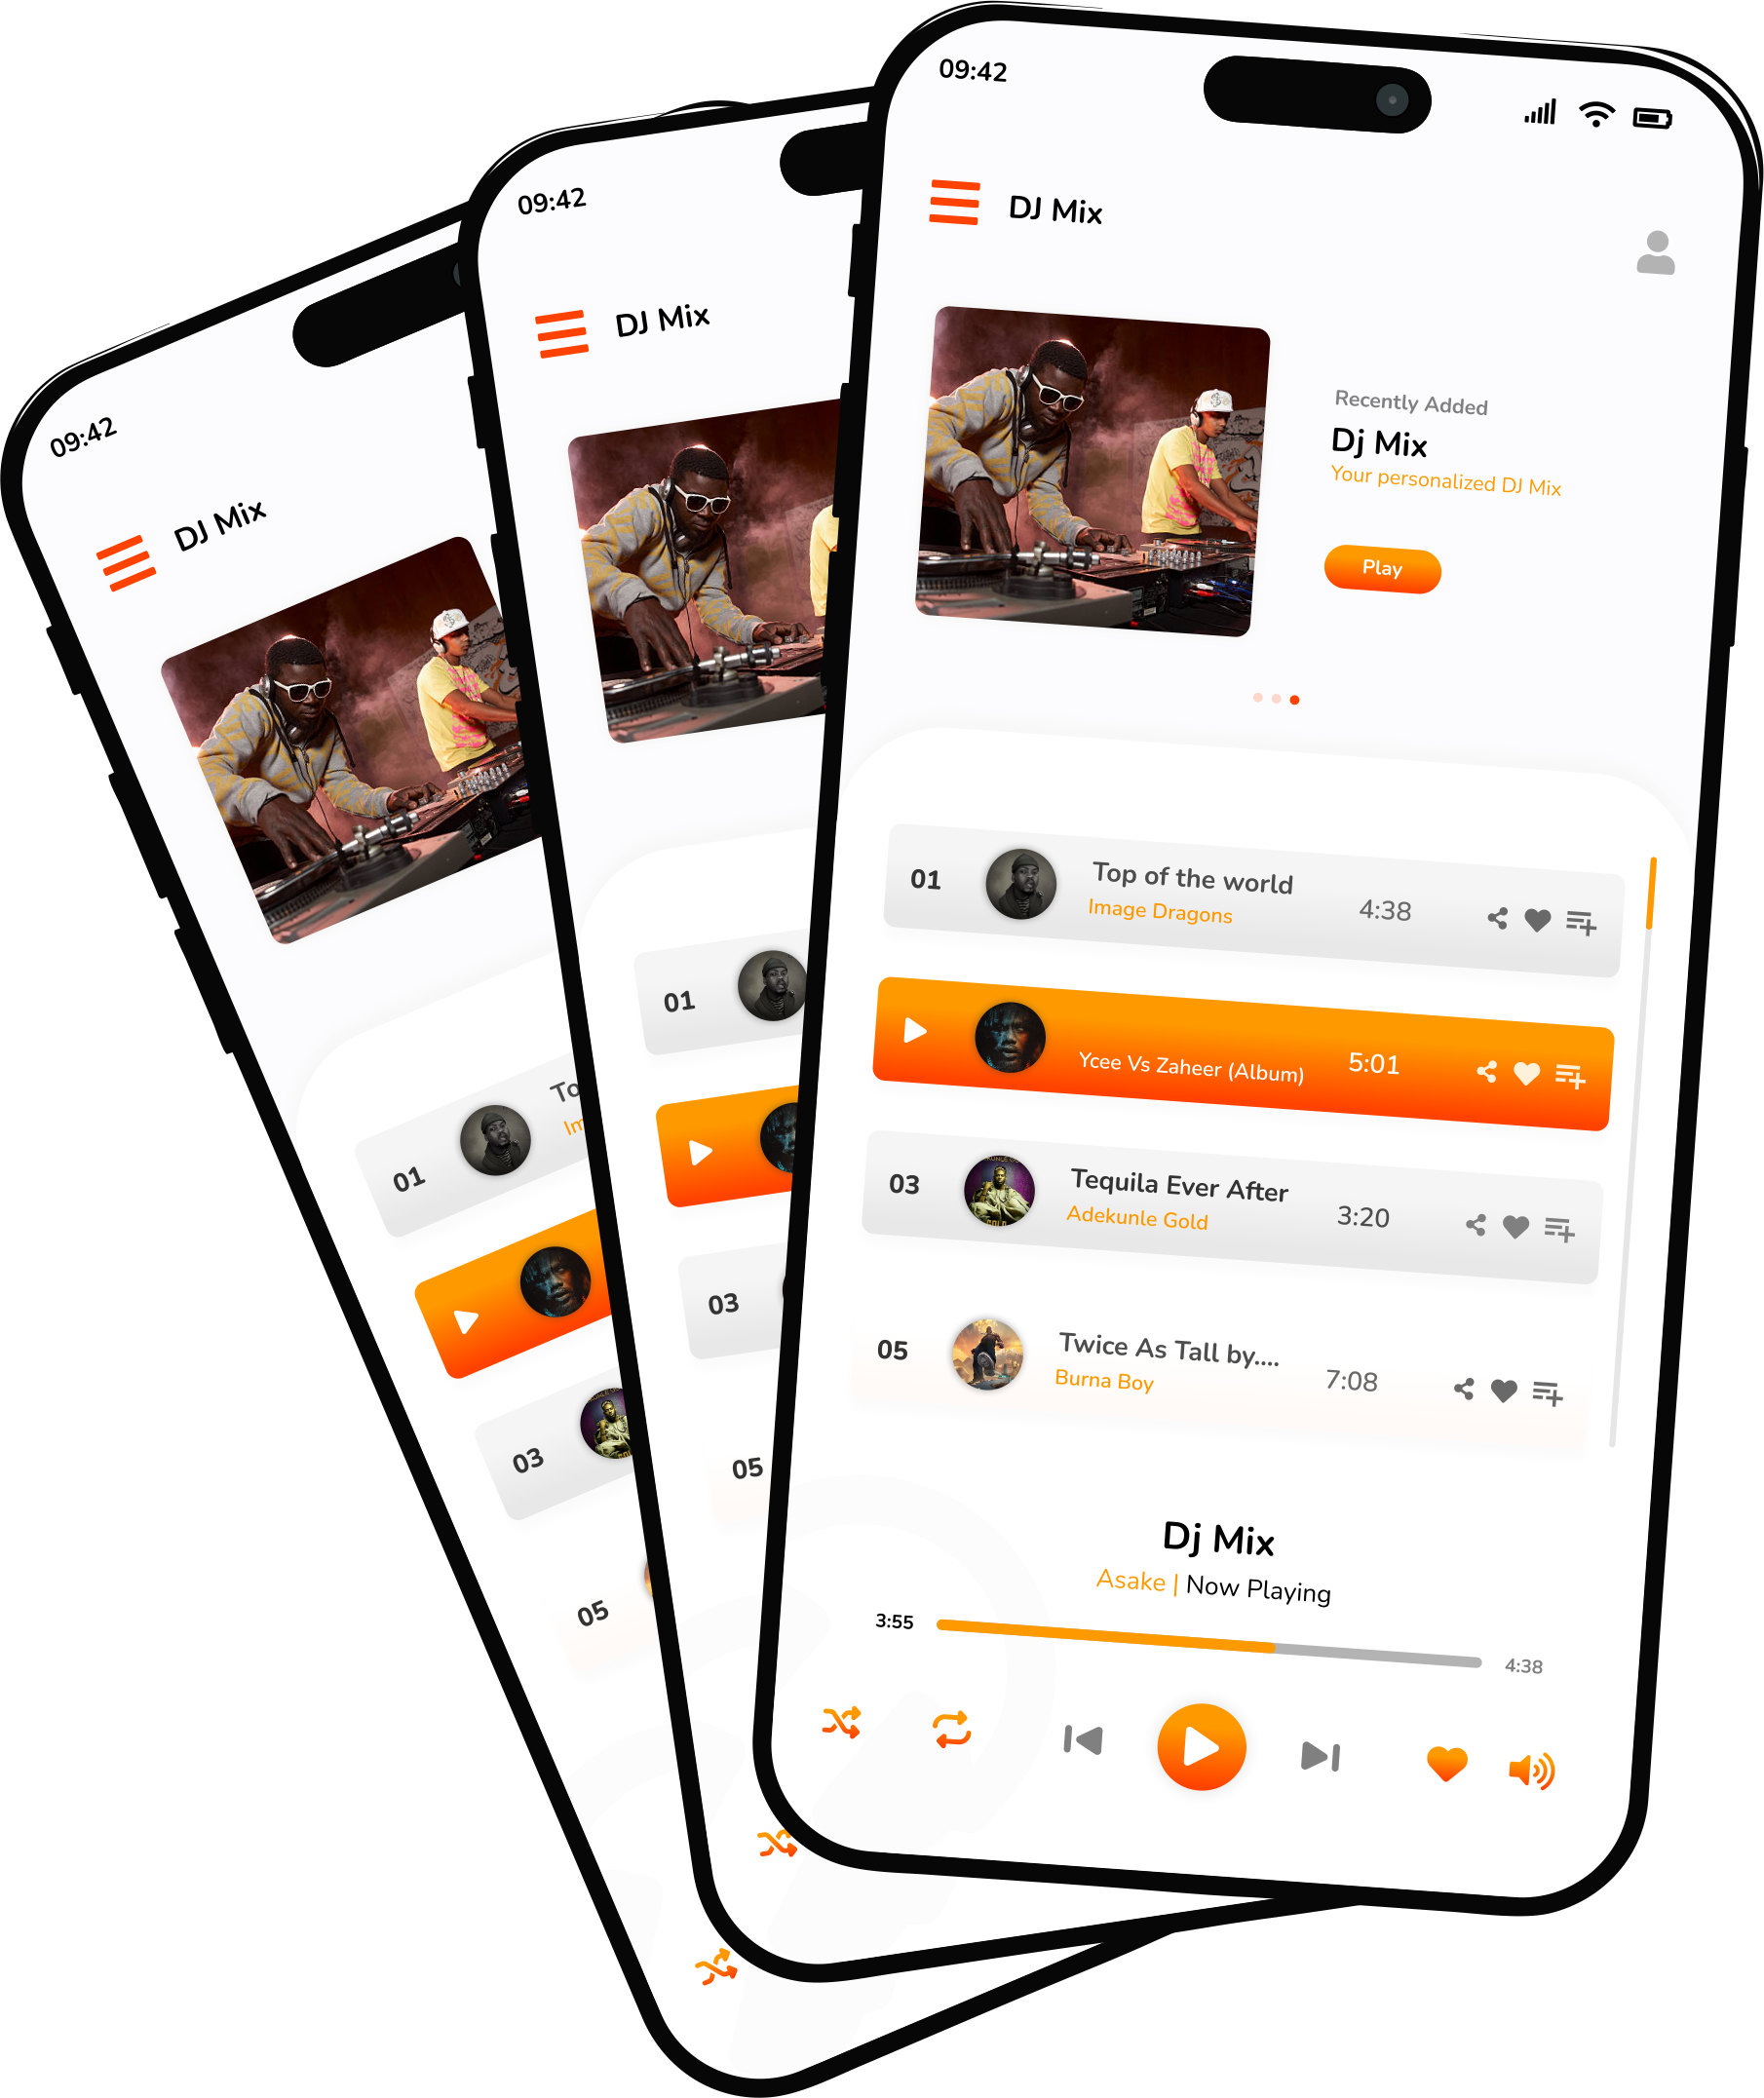 09:42
DJ Mix
01
To
Im
03
05
09:42
DJ Mix
01
03
05
09:42
DJ Mix
Recently Added
Dj Mix
Your personalized DJ Mix
Play
01
Top of the world
Image Dragons
4:38
Ycee Vs Zaheer (Album)
5:01
03
Tequila Ever After
Adekunle Gold
3:20
05
Twice As Tall by....
Burna Boy
7:08
Dj Mix
Asake | Now Playing
3:55
4:38